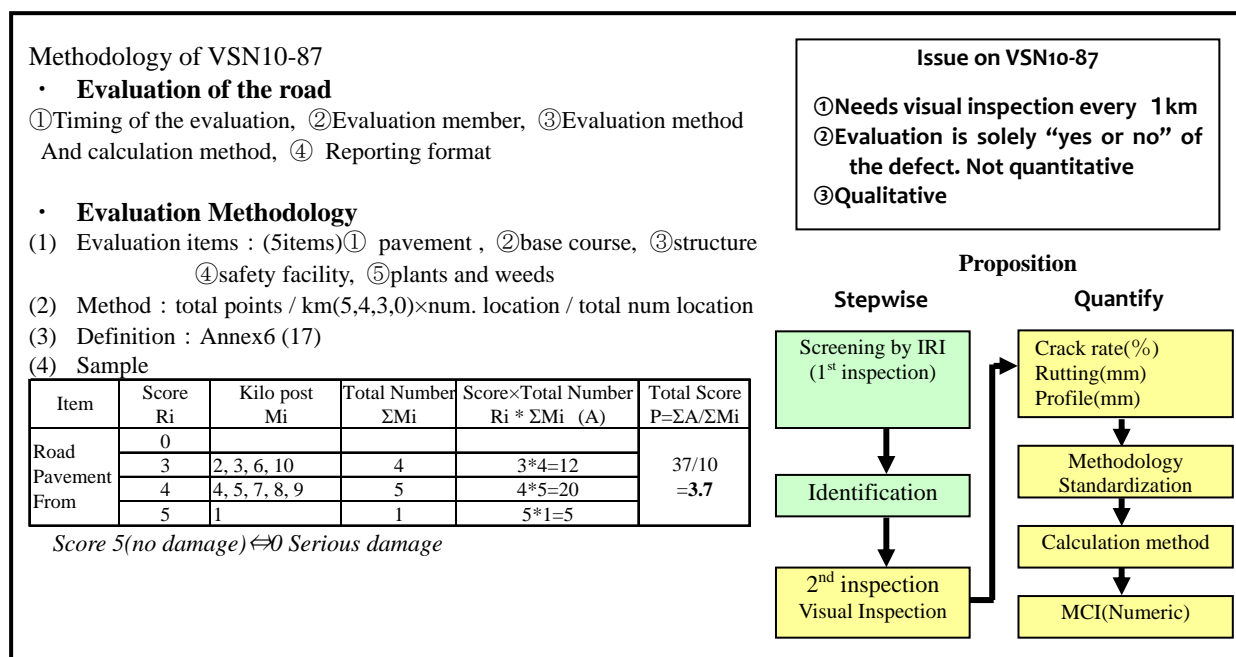 Methodology of VSN10-87
・ Evaluation of the road
①Timing of the evaluation, ②Evaluation member, ③Evaluation method
And calculation method, ④ Reporting format
・ Evaluation Methodology
(1) Evaluation items：(5items)① pavement , ②base course, ③structure
④safety facility, ⑤plants and weeds
(2) Method：total points / km(5,4,3,0)×num. location / total num location
(3) Definition：Annex6 (17)
(4) Sample
Item Score Kilo post Total Number Score×Total Number Total Score
Ri Mi ΣMi Ri * ΣMi (A) P=ΣA/ΣMi
Road Pavement From
0
3 2, 3, 6, 10 4 3*4=12
4 4, 5, 7, 8, 9 5 4*5=20
5 1 1 5*1=5
37/10
=3.7
Score 5(no damage)⇔0 Serious damage
Issue on VSN10-87
①Needs visual inspection every 1km
②Evaluation is solely “yes or no” of
the defect. Not quantitative
③Qualitative
Proposition
Stepwise
Screening by IRI
(1st inspection)
Identification
2nd inspection
Visual Inspection
Quantify
Crack rate(%)
Rutting(mm)
Profile(mm)
Methodology
Standardization
Calculation method
MCI(Numeric)